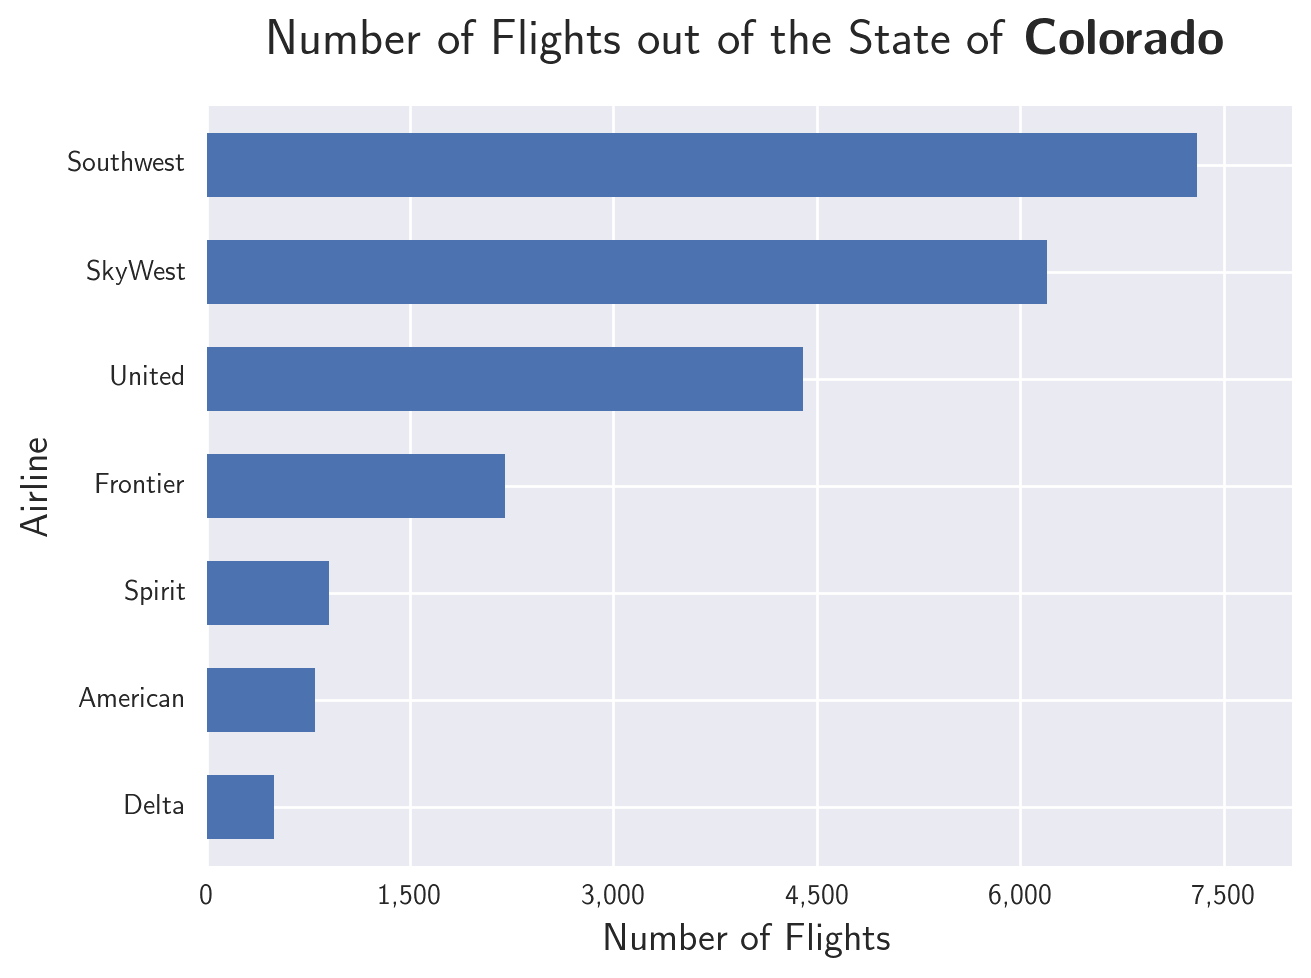 Number of Flights out of the State of Colorado
Southwest
SkyWest
United
Frontier
Spirit
American
Delta
Airline
0 1,500 3,000 4,500 6,000 7,500
Number of Flights